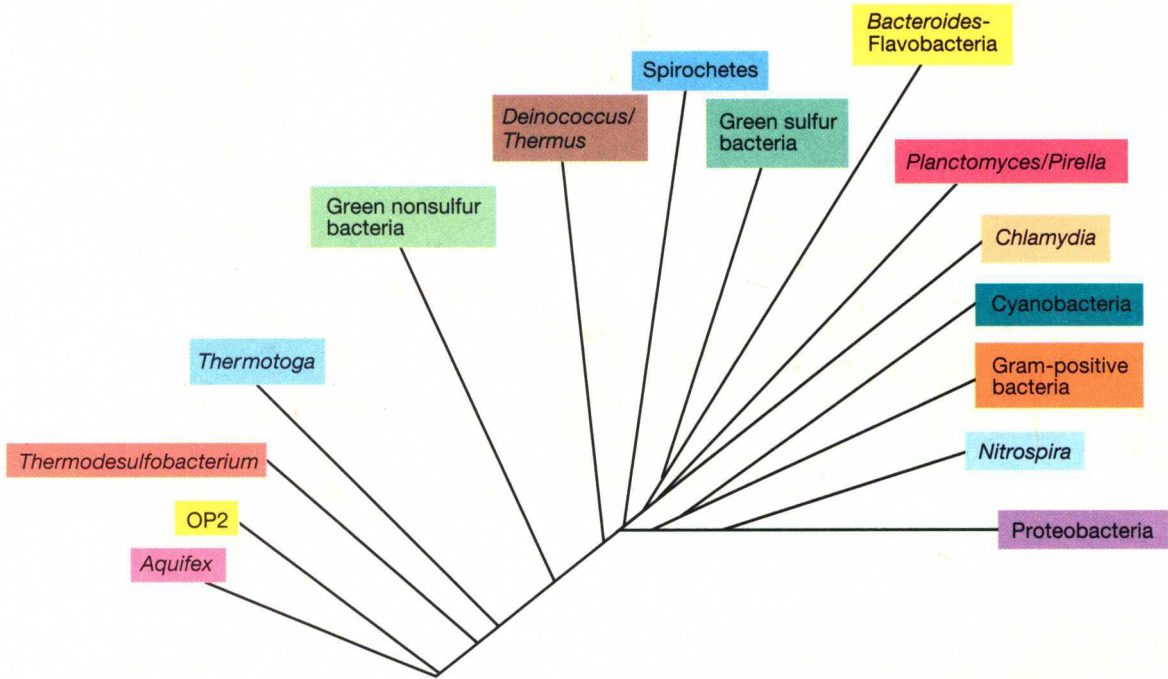 Bacteroides-
Flavobacteria
Spirochetes
Deinococcus/
Thermus
Green sulfur
bacteria
Planctomyces/Pirella
Green nonsulfur
bacteria
Chlamydia
Cyanobacteria
Thermotoga
Gram-positive
bacteria
Nitrospira
Thermodesulfobacterium
OP2
Proteobacteria
Aquifex